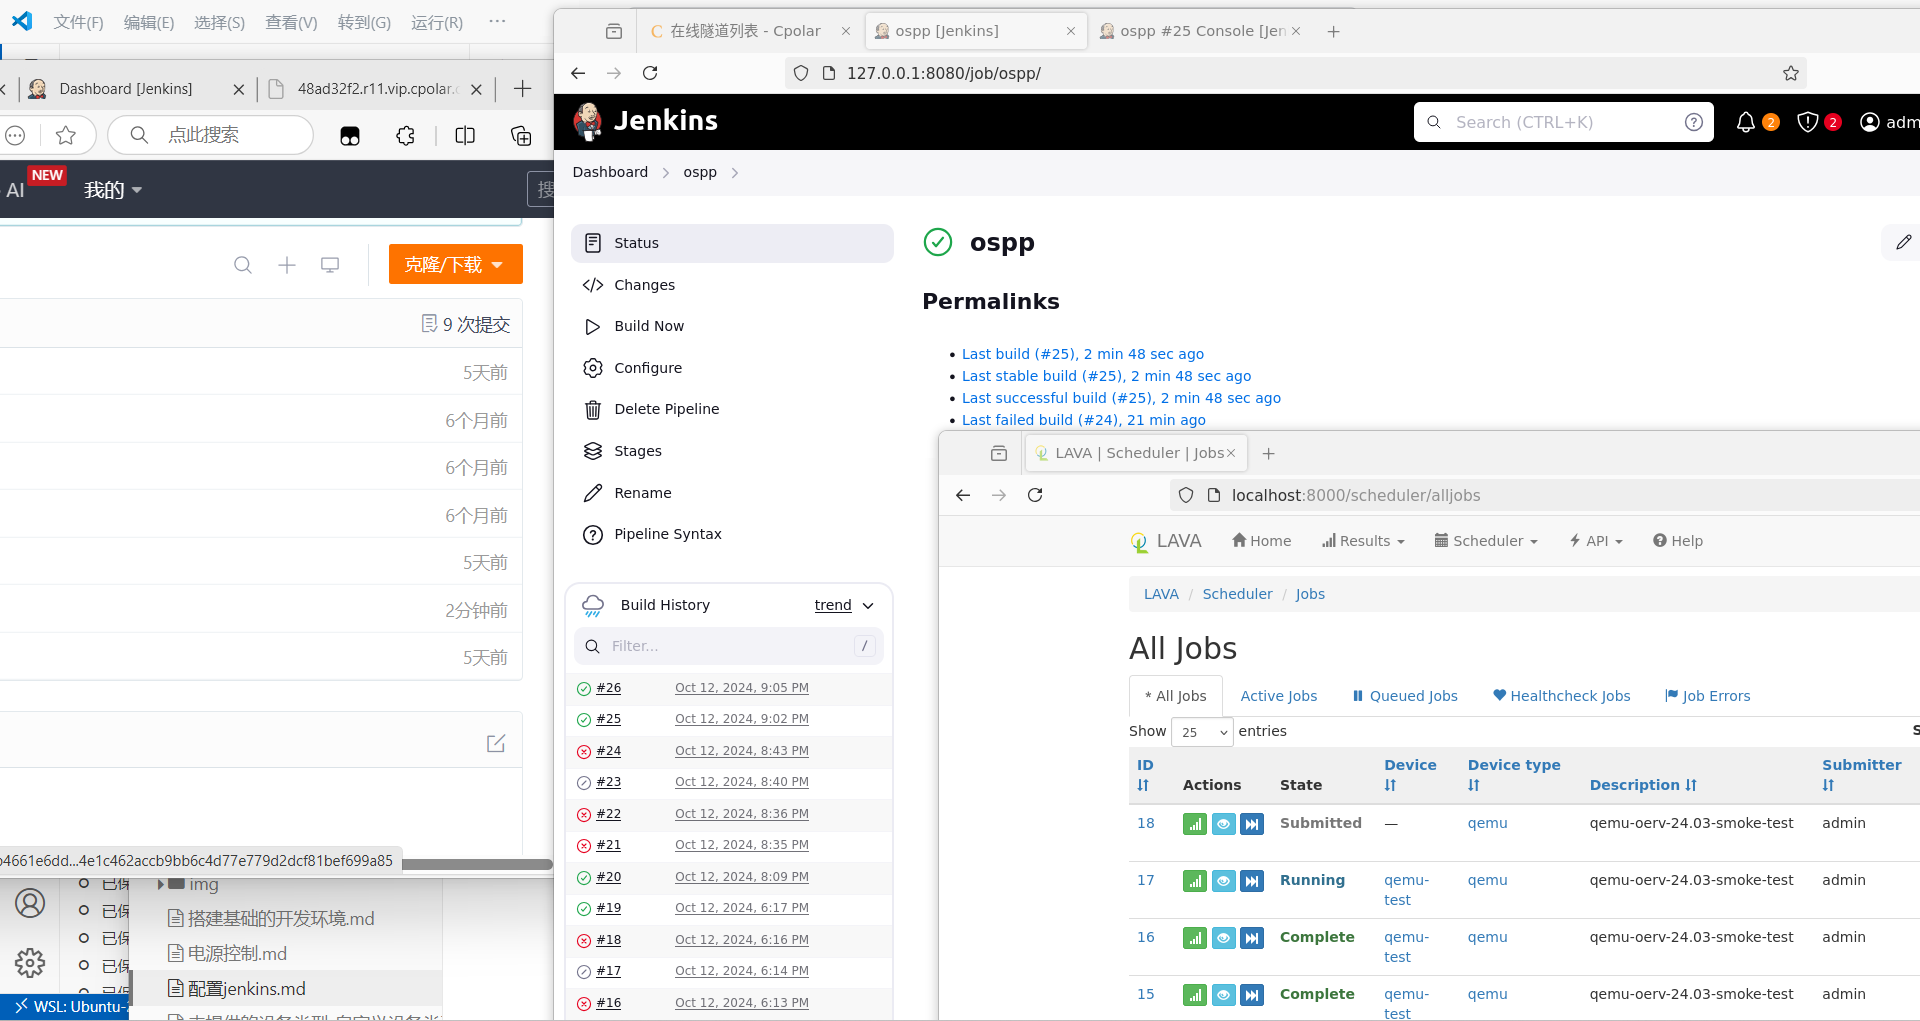 文件(F) 编辑(E) 选择(S) 查看(V) 转到(G) 运行(R) ···
Dashboard [Jenkins]
48ad32f2.r11.vip.cpolar.
点此搜索
AI
NEW
我的
搜
克隆/下载
9 次提交
5天前
6个月前
6个月前
6个月前
5天前
2分钟前
5天前
4661e6dd...4e1c462accb9bb6c4d77e779d2dcf81bef699a85
已保
已保
已保
已保
img
搭建基础的开发环境.md
电源控制.md
配置jenkins.md
WSL: Ubuntu-
在线隧道列表 - Cpolar
ospp [Jenkins]
ospp #25 Console [Jen
127.0.0.1:8080/job/ospp/
Jenkins
Search (CTRL+K)
2
2
adm
Dashboard
ospp
Status
Changes
Build Now
Configure
Delete Pipeline
Stages
Rename
Pipeline Syntax
ospp
Permalinks
Last build (#25), 2 min 48 sec ago
Last stable build (#25), 2 min 48 sec ago
Last successful build (#25), 2 min 48 sec ago
Last failed build (#24), 21 min ago
Build History
trend
Filter...
/
#26 Oct 12, 2024, 9:05 PM
#25 Oct 12, 2024, 9:02 PM
#24 Oct 12, 2024, 8:43 PM
#23 Oct 12, 2024, 8:40 PM
#22 Oct 12, 2024, 8:36 PM
#21 Oct 12, 2024, 8:35 PM
#20 Oct 12, 2024, 8:09 PM
#19 Oct 12, 2024, 6:17 PM
#18 Oct 12, 2024, 6:16 PM
#17 Oct 12, 2024, 6:14 PM
#16 Oct 12, 2024, 6:13 PM
LAVA | Scheduler | Jobs
localhost:8000/scheduler/alljobs
LAVA Home Results Scheduler API Help
LAVA / Scheduler / Jobs
All Jobs
* All Jobs Active Jobs Queued Jobs Healthcheck Jobs Job Errors
Show 25 entries S
ID Actions State Device Device type Description Submitter
18 Submitted — qemu qemu-oerv-24.03-smoke-test admin
17 Running qemu-test qemu qemu-oerv-24.03-smoke-test admin
16 Complete qemu-test qemu qemu-oerv-24.03-smoke-test admin
15 Complete qemu-test qemu qemu-oerv-24.03-smoke-test admin